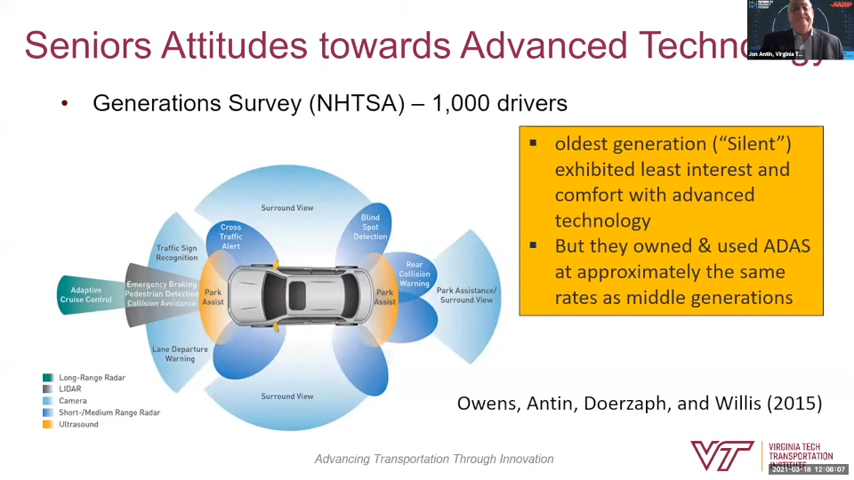 Seniors Attitudes towards Advanced Technology
AARP
Jon Antin, Virginia T...
• Generations Survey (NHTSA) – 1,000 drivers
▪ oldest generation (“Silent”)
exhibited least interest and
comfort with advanced
technology
▪ But they owned & used ADAS
at approximately the same
rates as middle generations
Surround View
Cross
Traffic
Alert
Blind
Spot
Detection
Traffic Sign
Recognition
Adaptive
Cruise Control
Emergency Braking
Pedestrian Detection
Collision Avoidance
Park
Assist
Park
Assist
Rear
Collision
Warning
Park Assistance/
Surround View
Lane Departure
Warning
Surround View
Long-Range Radar
LIDAR
Camera
Short-/Medium Range Radar
Ultrasound
Owens, Antin, Doerzaph, and Willis (2015)
Advancing Transportation Through Innovation
VT
VIRGINIA TECH
TRANSPORTATION
INSTITUTE
2021-03-18 12:08:07